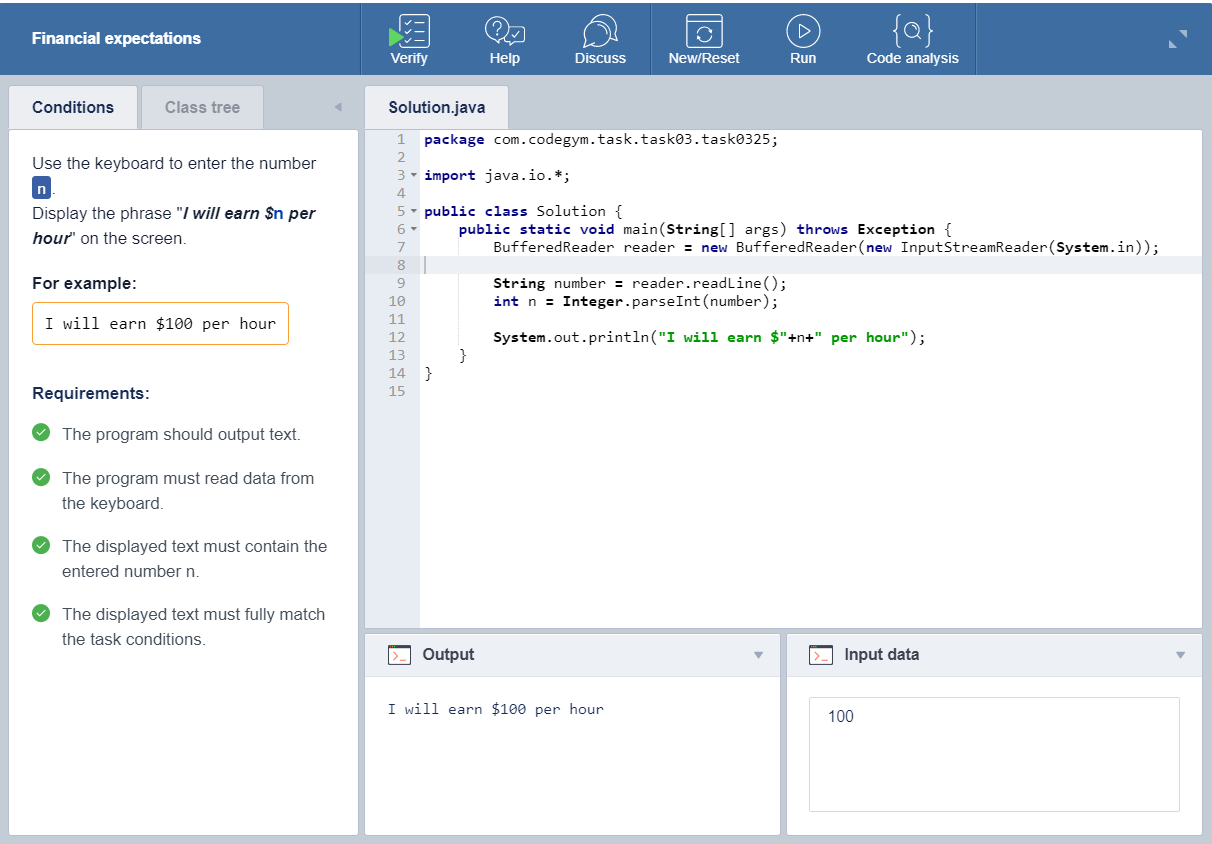 Financial expectations
Verify
Help
Discuss
New/Reset
Run
Code analysis
Conditions
Class tree
Use the keyboard to enter the number
n.
Display the phrase "I will earn $n per
hour" on the screen.
For example:
I will earn $100 per hour
Requirements:
The program should output text.
The program must read data from
the keyboard.
The displayed text must contain the
entered number n.
The displayed text must fully match
the task conditions.
Solution.java
1 package com.codegym.task.task03.task0325;
2
3 import java.io.*;
4
5 public class Solution {
6     public static void main(String[] args) throws Exception {
7         BufferedReader reader = new BufferedReader(new InputStreamReader(System.in));
8
9         String number = reader.readLine();
10         int n = Integer.parseInt(number);
11
12         System.out.println("I will earn $"+n+" per hour");
13     }
14 }
15
>_ Output
I will earn $100 per hour
>_ Input data
100